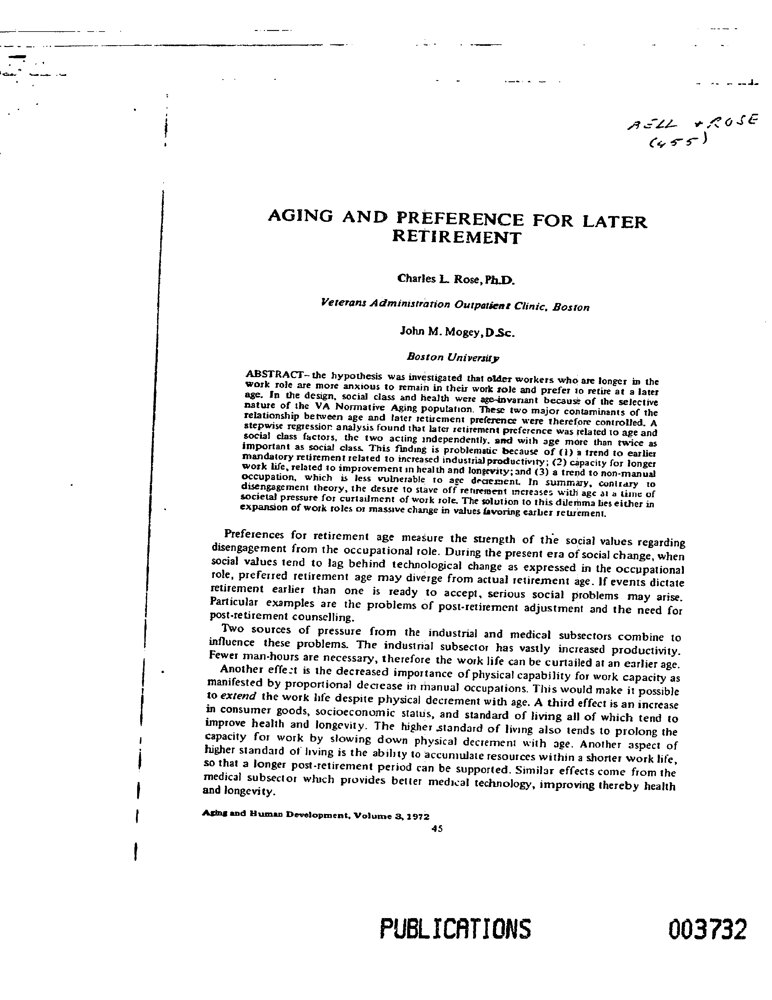 BELL + ROSE
(455)
AGING AND PREFERENCE FOR LATER
RETIREMENT
Charles L. Rose, Ph.D.
Veterans Administration Outpatient Clinic, Boston
John M. Mogey, D.Sc.
Boston University
ABSTRACT–the hypothesis was investigated that older workers who are longer in the
work role are more anxious to remain in their work role and prefer to retire at a later
age. In the design, social class and health were age-invariant because of the selective
nature of the VA Normative Aging population. These two major contaminants of the
relationship between age and later retirement preference were therefore controlled. A
stepwise regression analysis found that later retirement preference was related to age and
social class factors, the two acting independently, and with age more than twice as
important as social class. This finding is problematic because of (1) a trend to earlier
mandatory retirement related to increased industrial productivity; (2) capacity for longer
work life, related to improvement in health and longevity; and (3) a trend to non-manual
occupation, which is less vulnerable to age decrement. In summary, contrary to
disengagement theory, the desire to stave off retirement increases with age at a time of
societal pressure for curtailment of work role. The solution to this dilemma lies either in
expansion of work roles or massive change in values favoring earlier retirement.
Preferences for retirement age measure the strength of the social values regarding
disengagement from the occupational role. During the present era of social change, when
social values tend to lag behind technological change as expressed in the occupational
role, preferred retirement age may diverge from actual retirement age. If events dictate
retirement earlier than one is ready to accept, serious social problems may arise.
Particular examples are the problems of post-retirement adjustment and the need for
post-retirement counselling.
Two sources of pressure from the industrial and medical subsectors combine to
influence these problems. The industrial subsector has vastly increased productivity.
Fewer man-hours are necessary, therefore the work life can be curtailed at an earlier age.
Another effect is the decreased importance of physical capability for work capacity as
manifested by proportional decrease in manual occupations. This would make it possible
to extend the work life despite physical decrement with age. A third effect is an increase
in consumer goods, socioeconomic status, and standard of living all of which tend to
improve health and longevity. The higher standard of living also tends to prolong the
capacity for work by slowing down physical decrement with age. Another aspect of
higher standard of living is the ability to accumulate resources within a shorter work life,
so that a longer post-retirement period can be supported. Similar effects come from the
medical subsector which provides better medical technology, improving thereby health
and longevity.
Aging and Human Development, Volume 3, 1972
45
PUBLICATIONS 003732